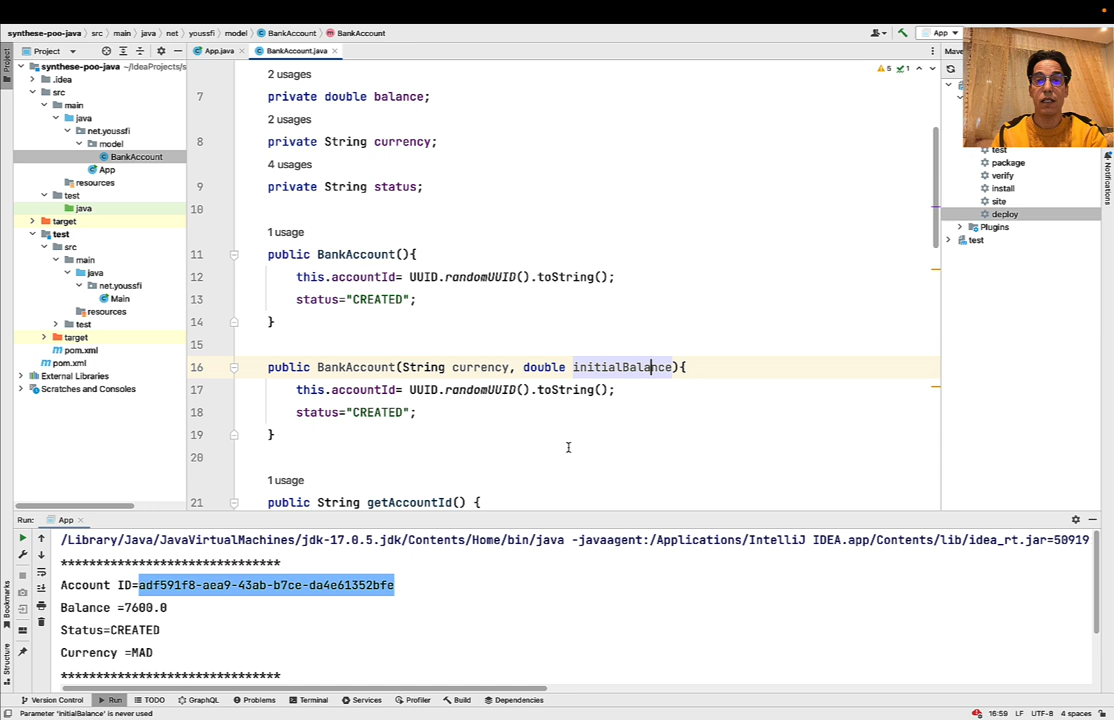 synthese-poo-java › src › main › java › net › youssfi › model › BankAccount › BankAccount
App
Project
App.java
BankAccount.java
Mave
synthese-poo-java ~/IdeaProjects/s
.idea
src
main
java
net.youssfi
model
BankAccount
App
resources
test
java
target
test
src
main
java
net.youssfi
Main
resources
test
target
pom.xml
pom.xml
External Libraries
Scratches and Consoles
5
1
2 usages
7 private double balance;
2 usages
8 private String currency;
4 usages
9 private String status;
10
1 usage
11 public BankAccount(){
12 this.accountId= UUID.randomUUID().toString();
13 status="CREATED";
14 }
15
16 public BankAccount(String currency, double initialBalance){
17 this.accountId= UUID.randomUUID().toString();
18 status="CREATED";
19 }
20
1 usage
21 public String getAccountId() {
test
package
verify
install
site
deploy
Plugins
test
Notifications
Project
Bookmarks
Structure
Run: App
/Library/Java/JavaVirtualMachines/jdk-17.0.5.jdk/Contents/Home/bin/java -javaagent:/Applications/IntelliJ IDEA.app/Contents/lib/idea_rt.jar=50919
*******************************
Account ID=adf591f8-aea9-43ab-b7ce-da4e61352bfe
Balance =7600.0
Status=CREATED
Currency =MAD
*******************************
Version Control
Run
TODO
GraphQL
Problems
Terminal
Services
Profiler
Build
Dependencies
Parameter 'initialBalance' is never used
16:59 LF UTF-8 4 spaces